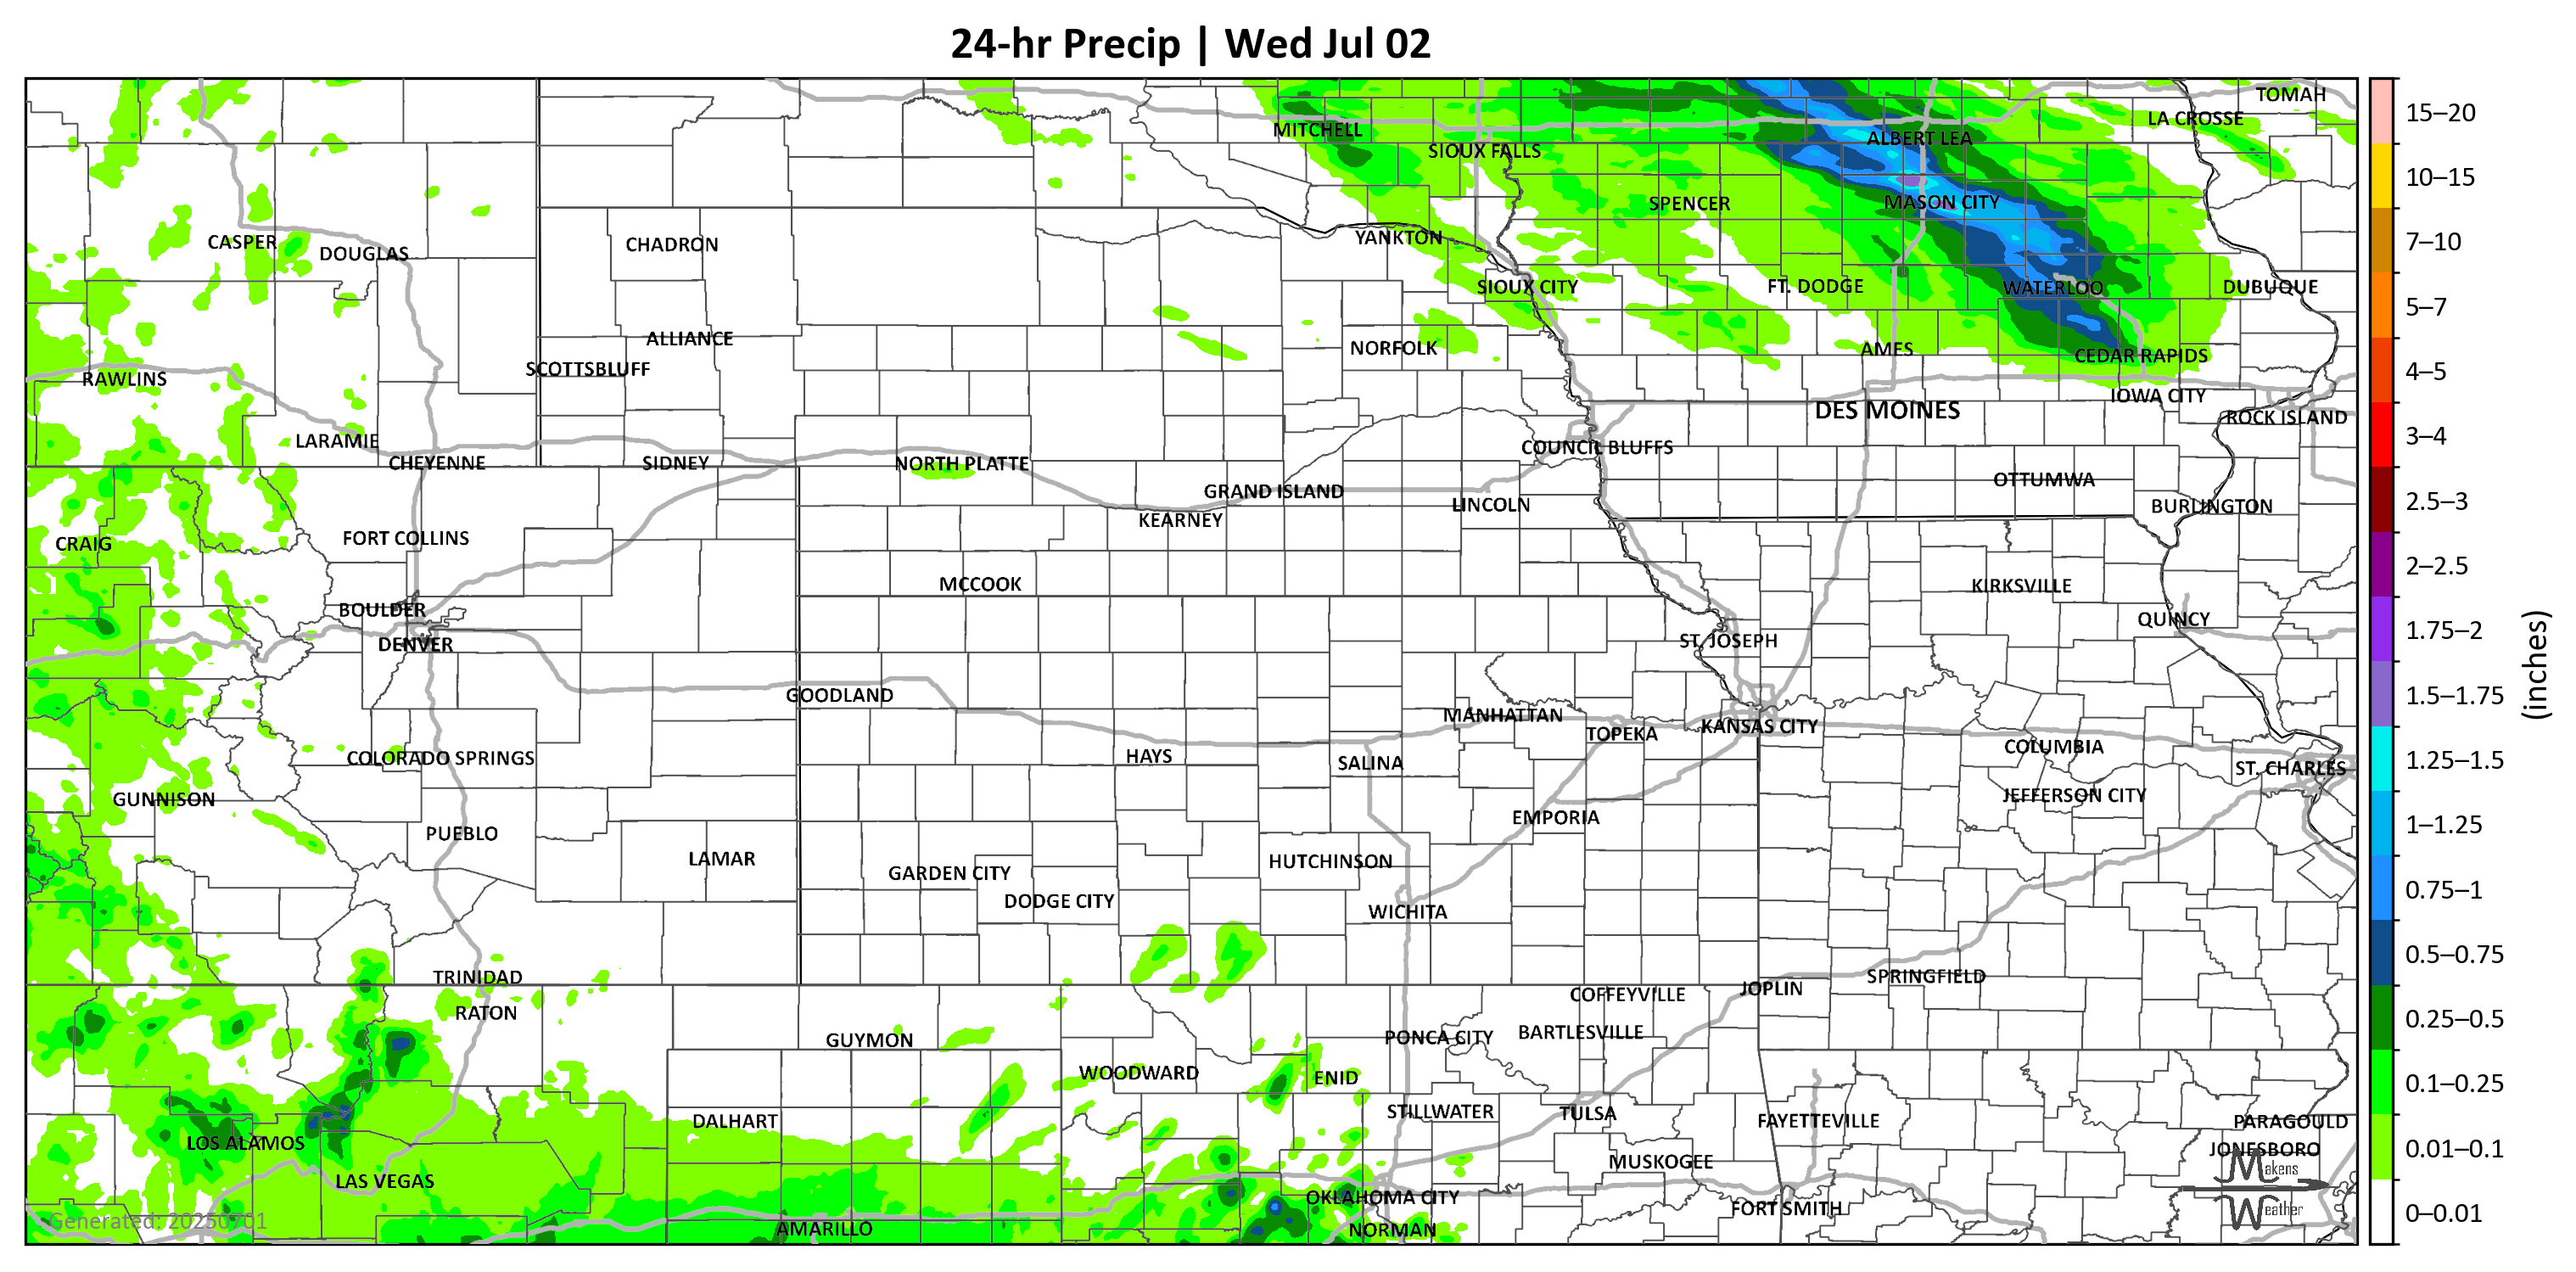 24-hr Precip | Wed Jul 02
TOMAH
LA CROSSE
MITCHELL
ALBERT LEA
SIOUX FALLS
SPENCER
MASON CITY
YANKTON
CASPER
DOUGLAS
CHADRON
SIOUX CITY
FT. DODGE
WATERLOO
DUBUQUE
ALLIANCE
NORFOLK
AMES
CEDAR RAPIDS
SCOTTSBLUFF
RAWLINS
IOWA CITY
DES MOINES
ROCK ISLAND
LARAMIE
COUNCIL BLUFFS
CHEYENNE
SIDNEY
NORTH PLATTE
OTTUMWA
GRAND ISLAND
LINCOLN
BURLINGTON
KEARNEY
FORT COLLINS
CRAIG
MCCOOK
KIRKSVILLE
BOULDER
QUINCY
DENVER
ST. JOSEPH
GOODLAND
MANHATTAN
TOPEKA
KANSAS CITY
COLUMBIA
COLORADO SPRINGS
HAYS
SALINA
ST. CHARLES
GUNNISON
JEFFERSON CITY
EMPORIA
PUEBLO
LAMAR
HUTCHINSON
GARDEN CITY
DODGE CITY
WICHITA
TRINIDAD
SPRINGFIELD
JOPLIN
COFFEYVILLE
RATON
GUYMON
PONCA CITY
BARTLESVILLE
WOODWARD
ENID
STILLWATER
TULSA
DALHART
FAYETTEVILLE
PARAGOULD
LOS ALAMOS
JONESBORO
MUSKOGEE
LAS VEGAS
OKLAHOMA CITY
FORT SMITH
AMARILLO
NORMAN
Generated: 20250701
Makens
Weather
15–20
10–15
7–10
5–7
4–5
3–4
2.5–3
2–2.5
1.75–2
1.5–1.75
1.25–1.5
1–1.25
0.75–1
0.5–0.75
0.25–0.5
0.1–0.25
0.01–0.1
0–0.01
(inches)